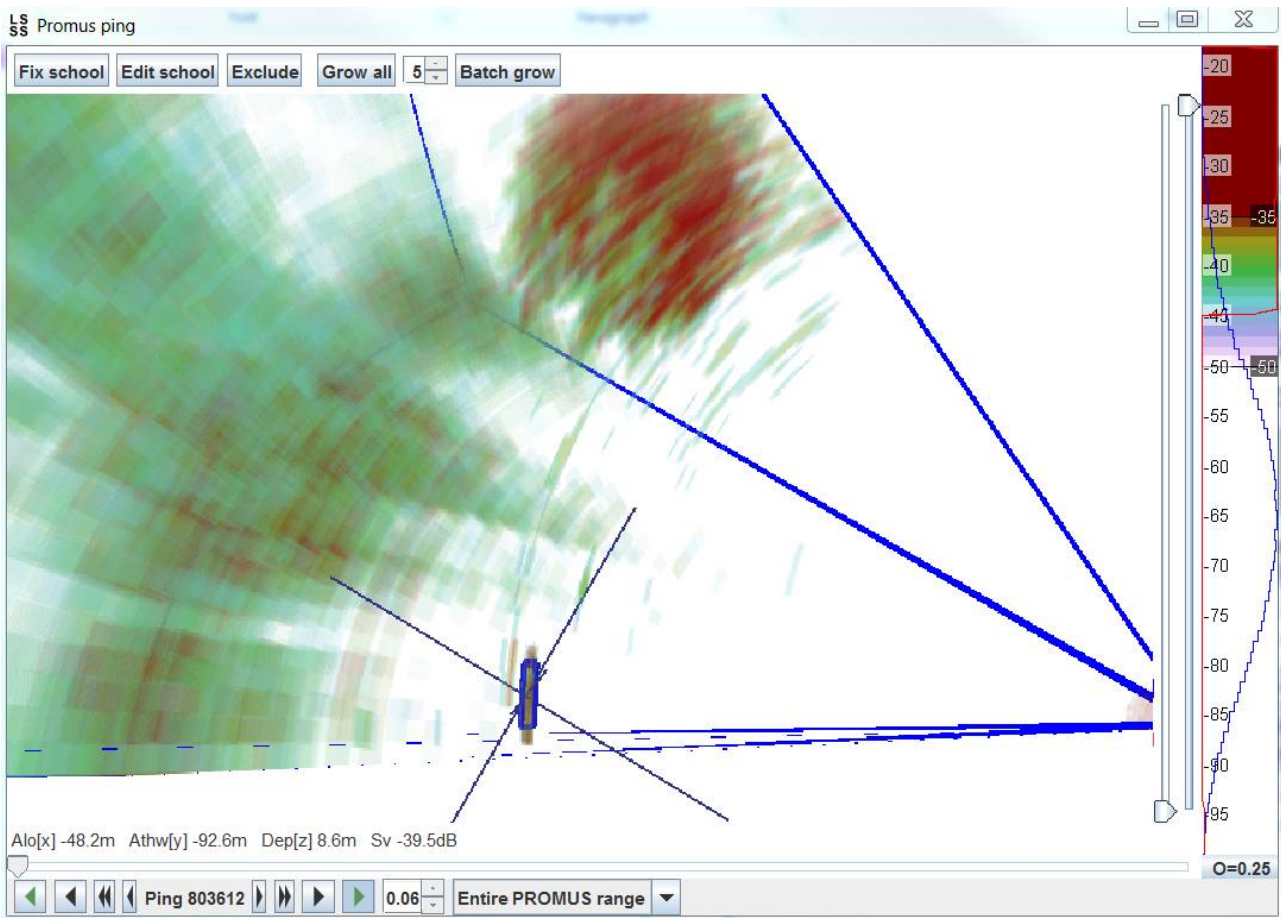 LS
SS Promus ping
Fix school Edit school Exclude Grow all 5 Batch grow
-20
-25
-30
-35 -35
-40
-45
-50 -50
-55
-60
-65
-70
-75
-80
-85
-90
-95
Alo[x] -48.2m Athw[y] -92.6m Dep[z] 8.6m Sv -39.5dB
O=0.25
Ping 803612 0.06 Entire PROMUS range